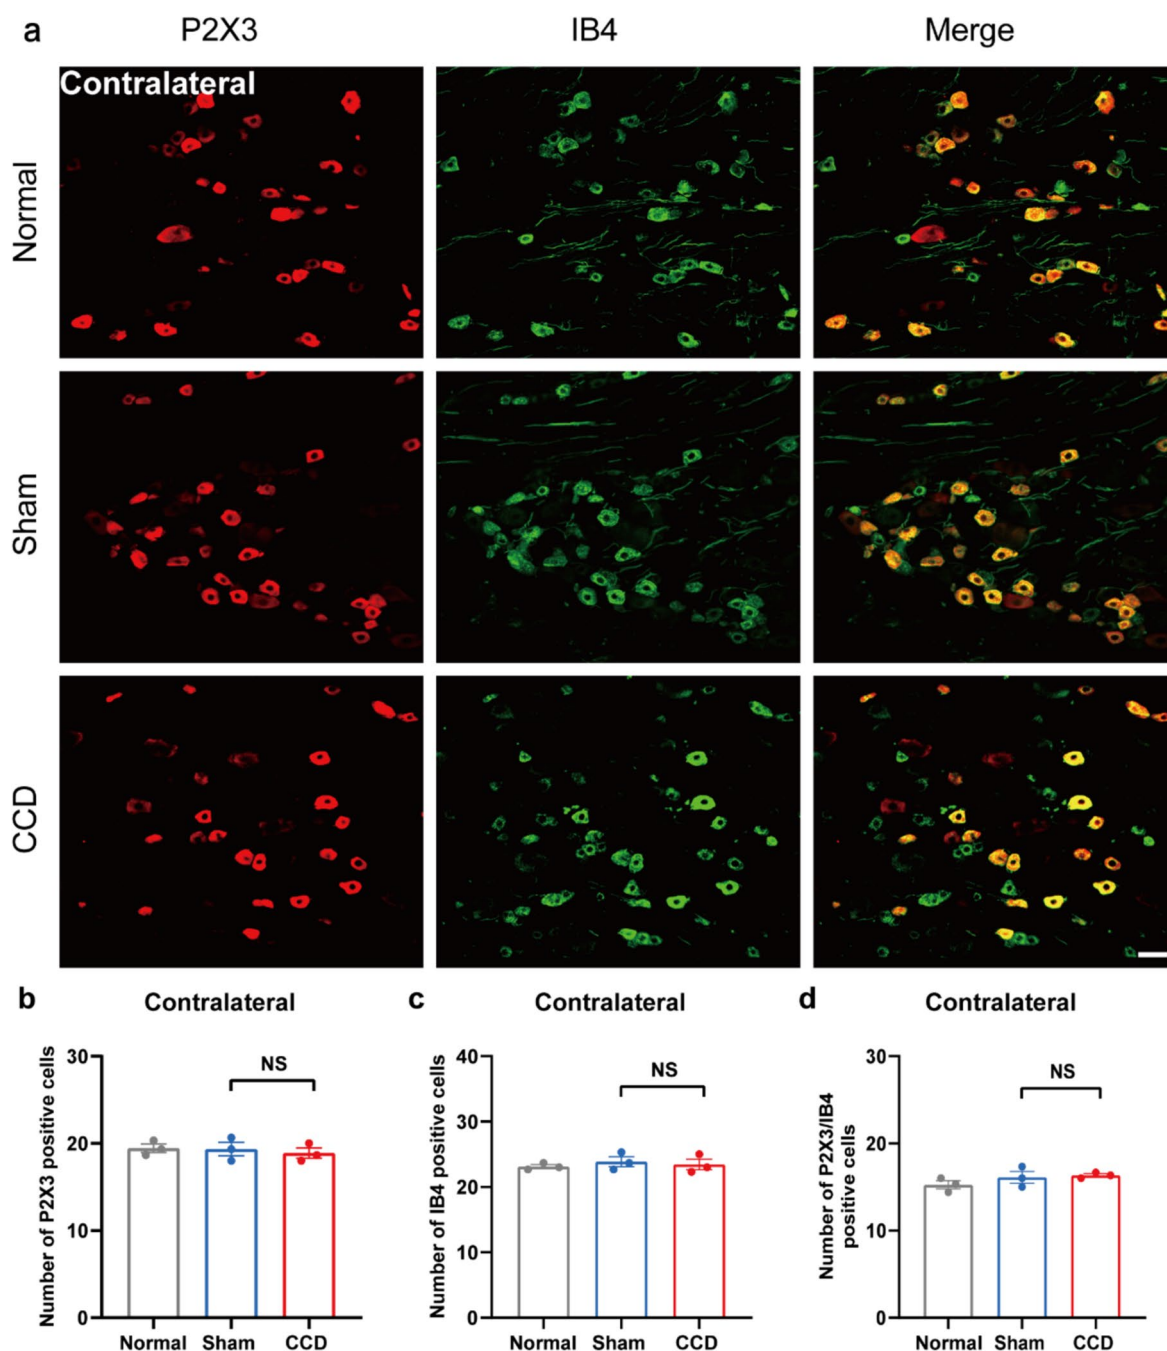 a
P2X3 IB4 Merge
Contralateral
Normal
Sham
CCD
b Contralateral
Number of P2X3 positive cells
30
20
10
0
NS
Normal Sham CCD
c Contralateral
Number of IB4 positive cells
40
30
20
10
0
NS
Normal Sham CCD
d Contralateral
Number of P2X3/IB4
positive cells
30
20
10
0
NS
Normal Sham CCD